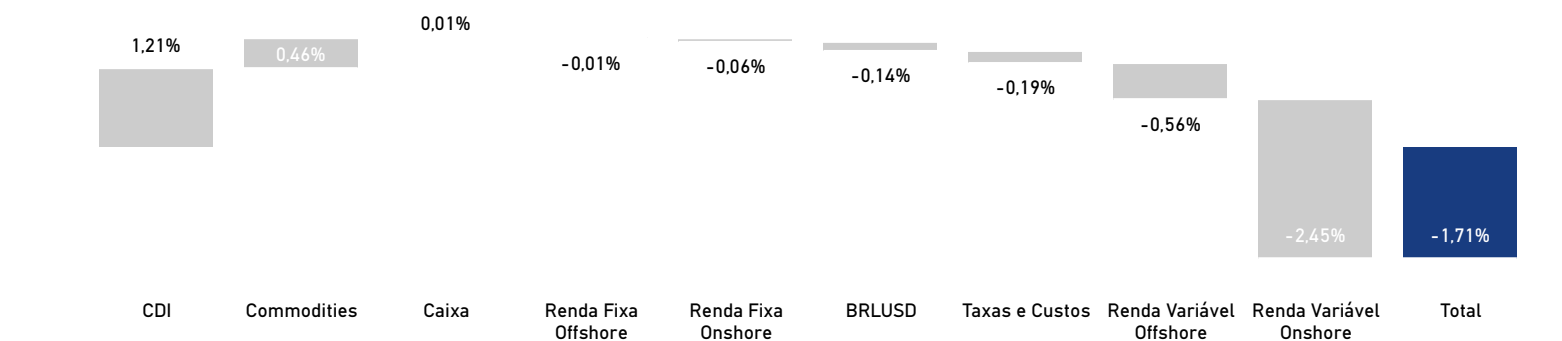 1,21%
0,46%
0,01%
-0,01%
-0,06%
-0,14%
-0,19%
-0,56%
-2,45%
-1,71%
CDI
Commodities
Caixa
Renda Fixa
Offshore
Renda Fixa
Onshore
BRLUSD
Taxas e Custos
Renda Variável
Offshore
Renda Variável
Onshore
Total